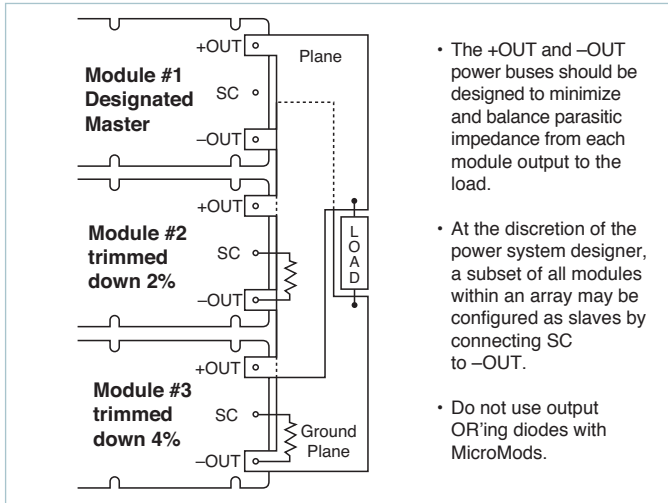 +OUT
Plane
Module #1
Designated
Master
SC
–OUT
+OUT
Module #2
trimmed
down 2%
SC
–OUT
LOAD
+OUT
Module #3
trimmed
down 4%
SC
Ground
Plane
–OUT
• The +OUT and –OUT
power buses should be
designed to minimize
and balance parasitic
impedance from each
module output to the
load.
• At the discretion of the
power system designer,
a subset of all modules
within an array may be
configured as slaves by
connecting SC
to –OUT.
• Do not use output
OR'ing diodes with
MicroMods.